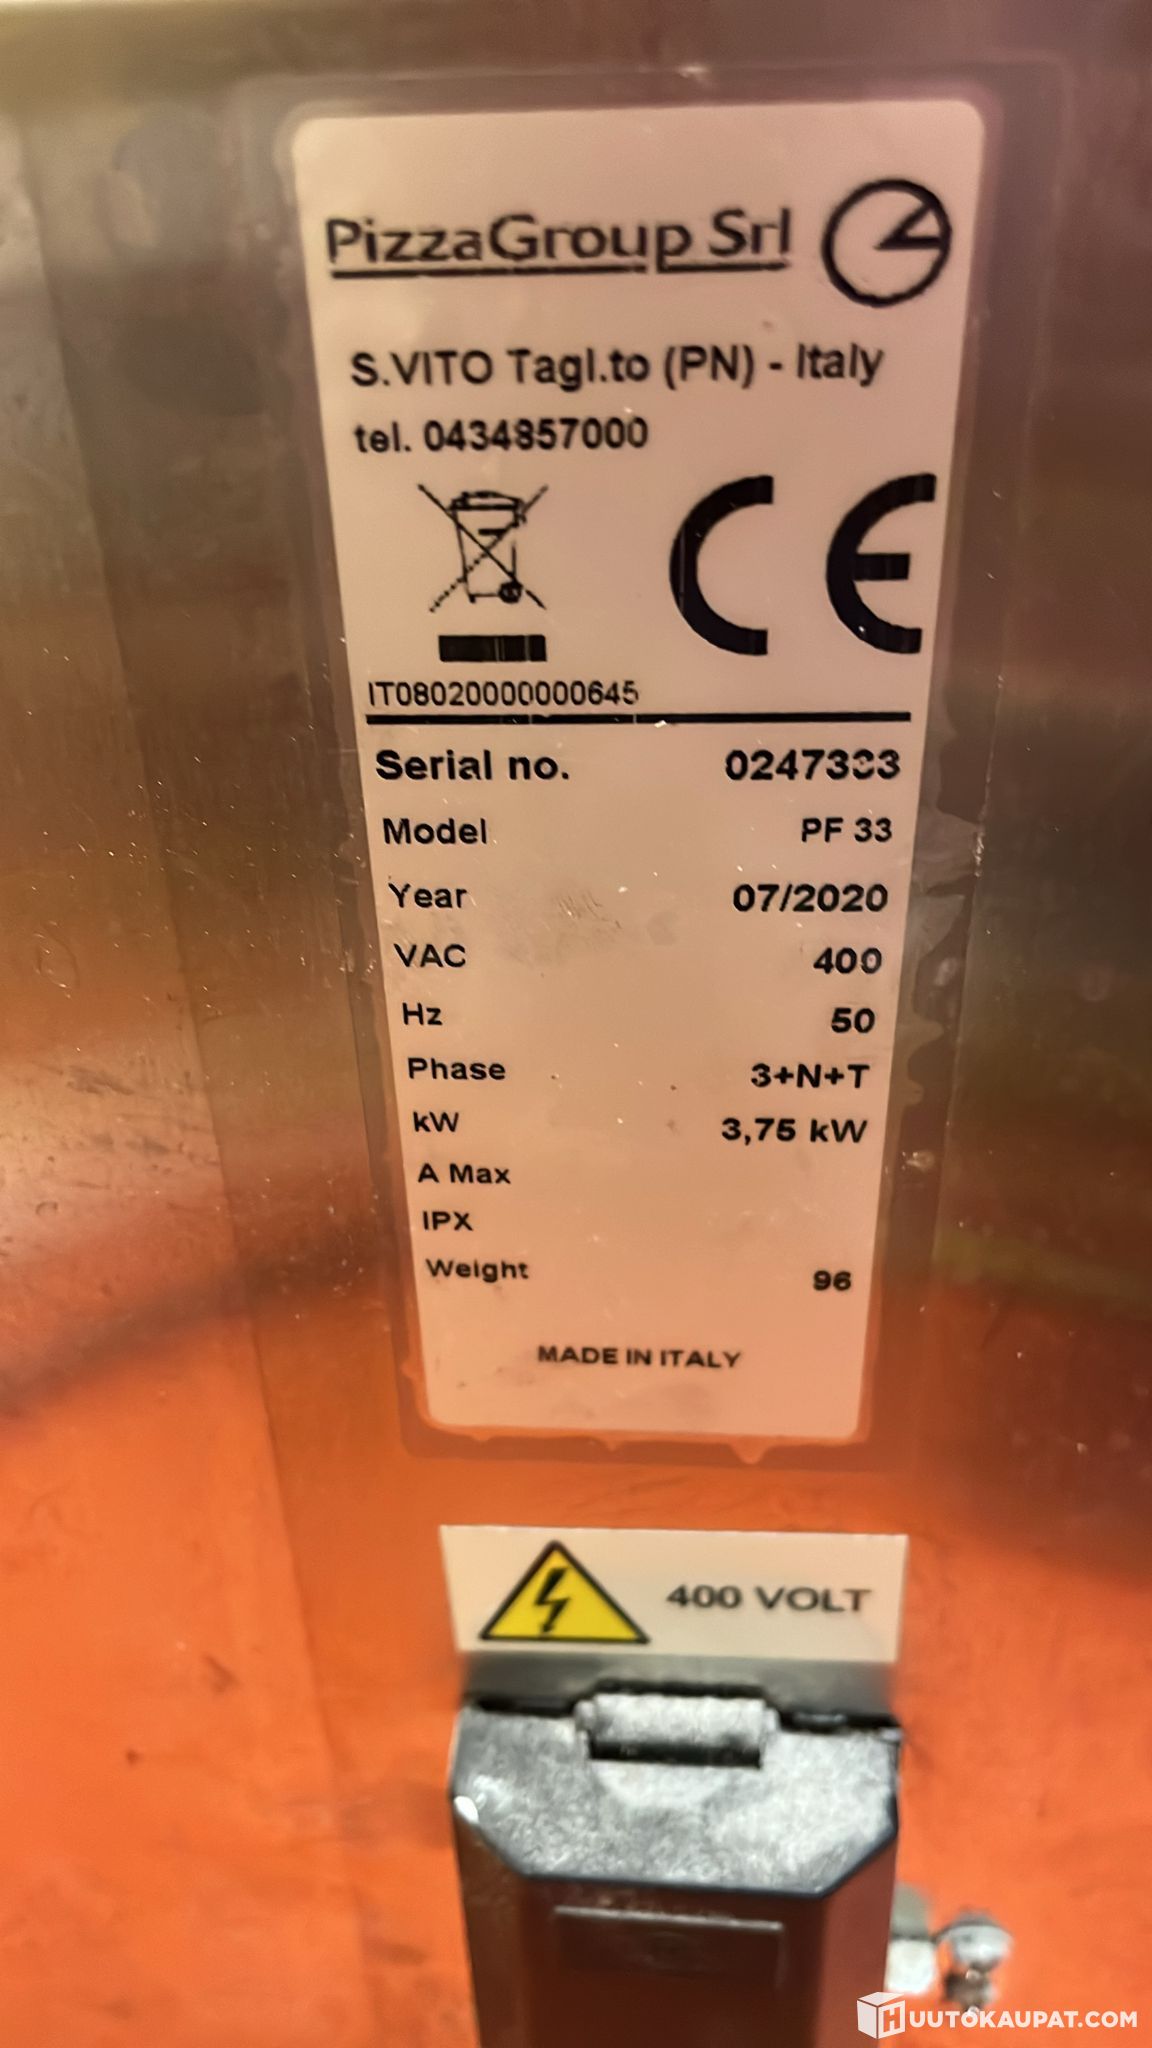 PizzaGroup Srl
S.VITO Tagl.to (PN) - Italy
tel. 0434857000
CE
IT08020000000645
Serial no. 0247333
Model PF 33
Year 07/2020
VAC 400
Hz 50
Phase 3+N+T
kW 3,75 kW
A Max
IPX
Weight 96
MADE IN ITALY
400 VOLT
HUUTOKAUPAT.COM